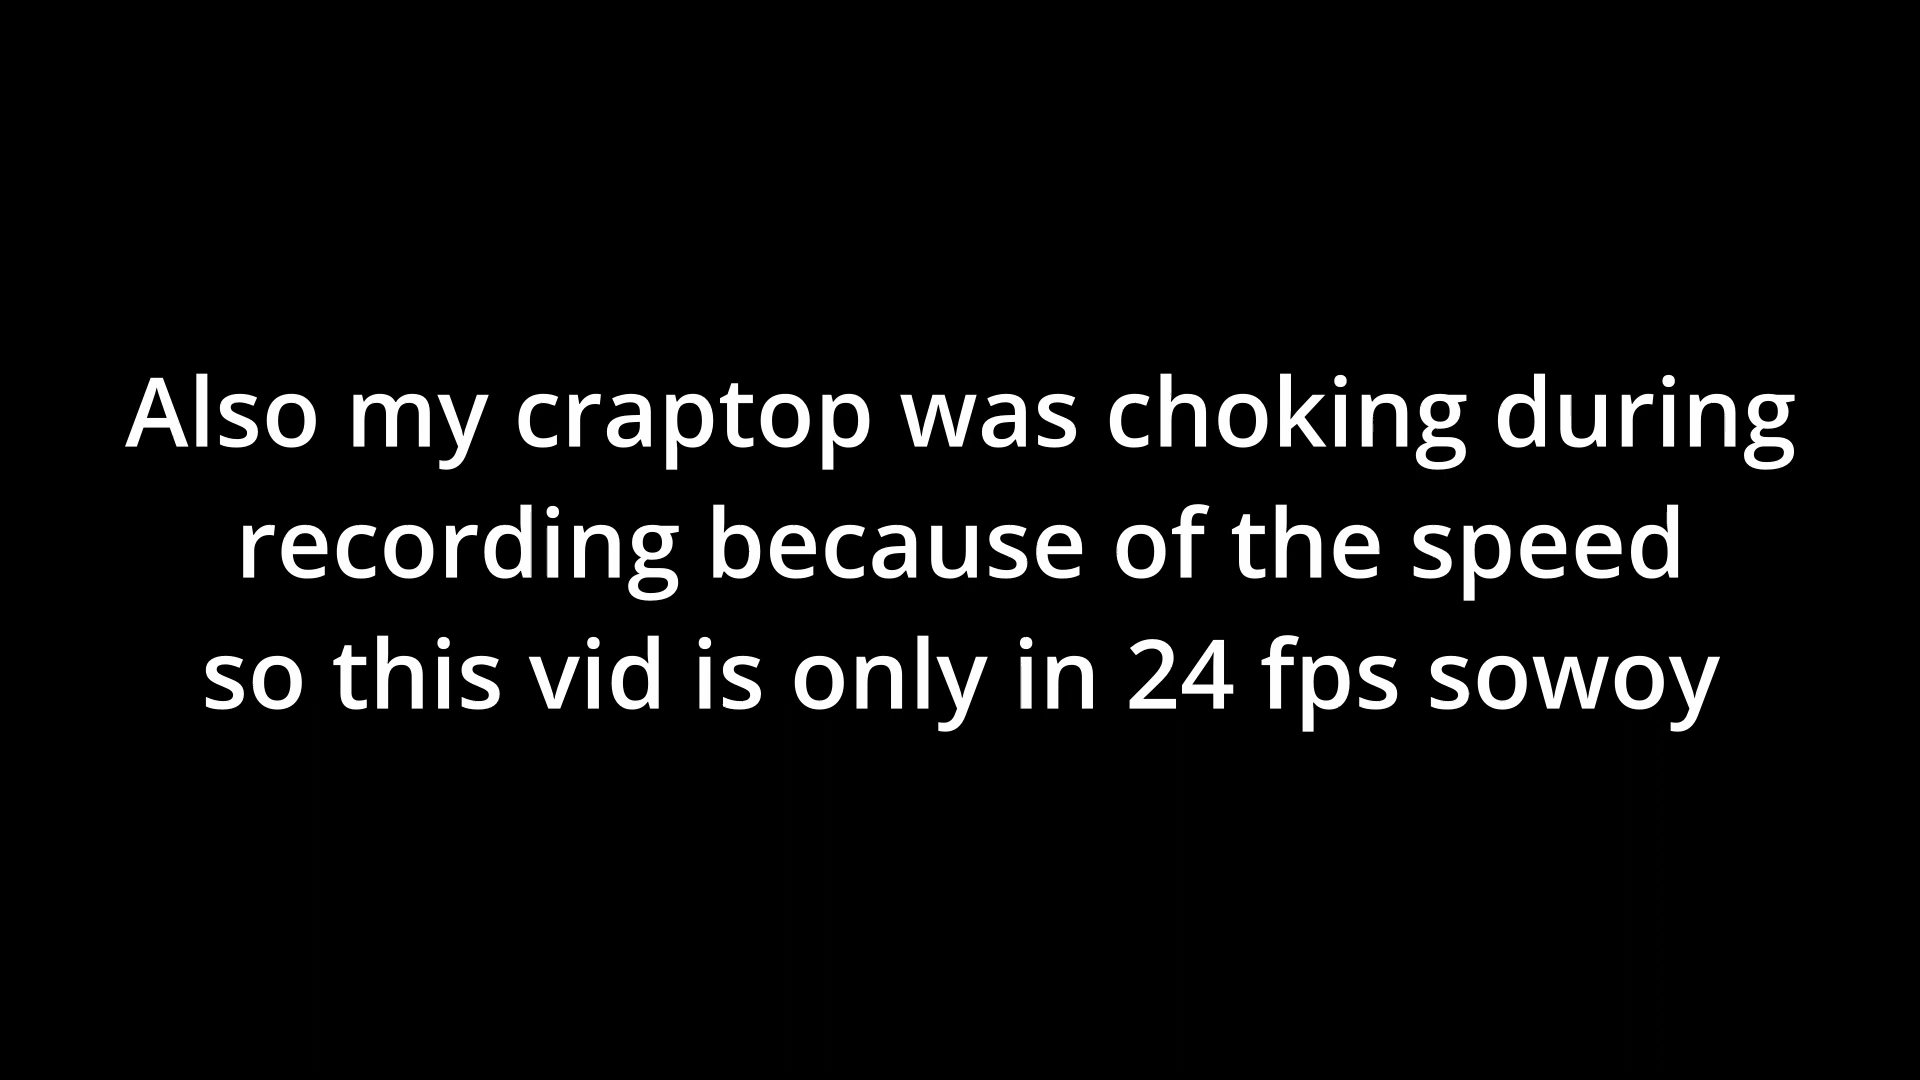 Also my craptop was choking during
recording because of the speed
so this vid is only in 24 fps sowoy